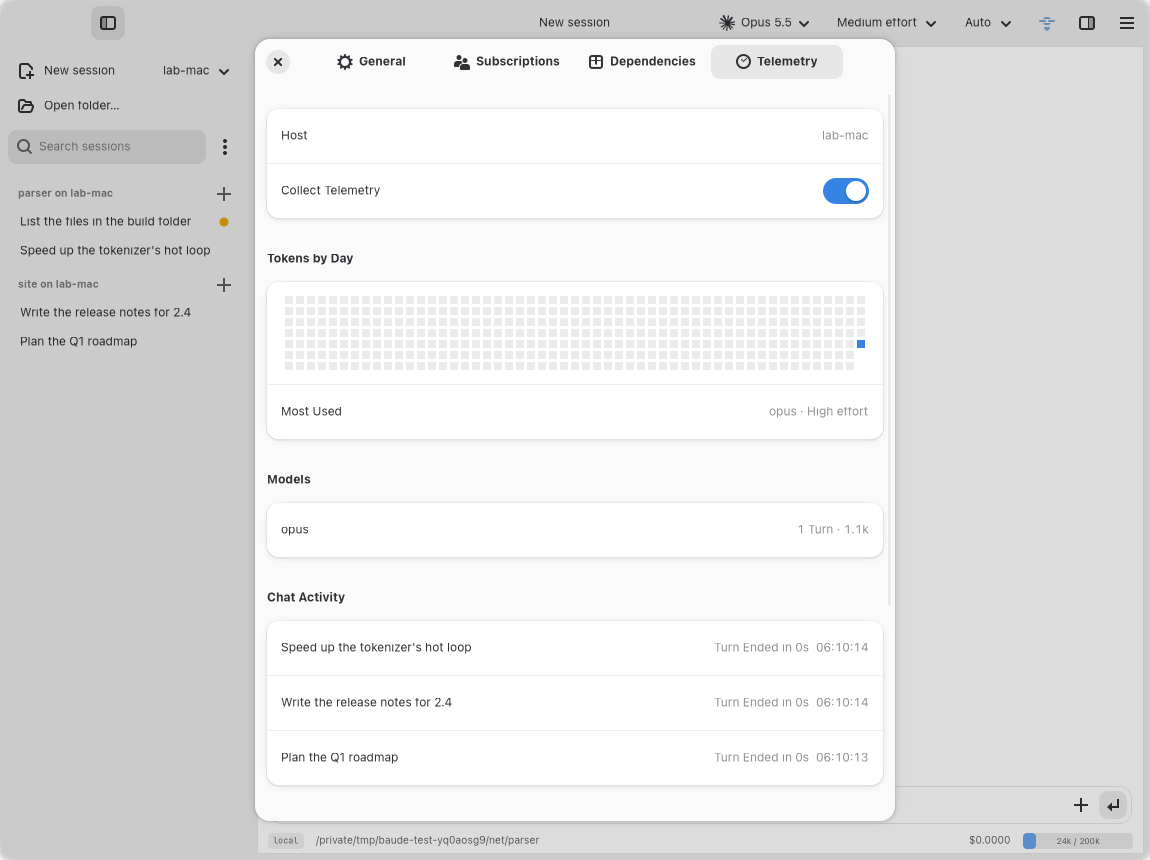 New session
Opus 5.5
Medium effort
Auto
New session
lab-mac
Open folder...
Search sessions
parser on lab-mac
List the files in the build folder
Speed up the tokenizer's hot loop
site on lab-mac
Write the release notes for 2.4
Plan the Q1 roadmap
General
Subscriptions
Dependencies
Telemetry
Host
lab-mac
Collect Telemetry
Tokens by Day
Most Used
opus · High effort
Models
opus
1 Turn · 1.1k
Chat Activity
Speed up the tokenizer's hot loop
Turn Ended in 0s 06:10:14
Write the release notes for 2.4
Turn Ended in 0s 06:10:14
Plan the Q1 roadmap
Turn Ended in 0s 06:10:13
local
/private/tmp/baude-test-yq0aosg9/net/parser
$0.0000
24k / 200k